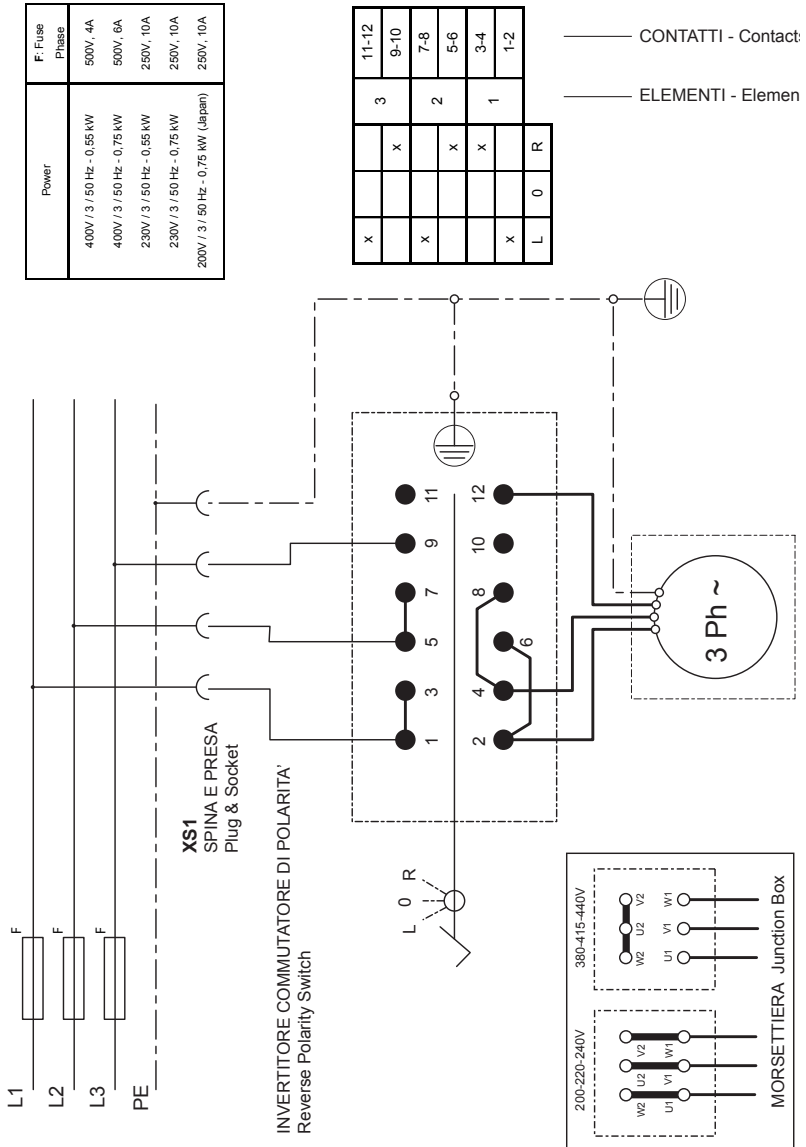 F: Fuse
Phase
Power
400V / 3 / 50 Hz - 0,55 kW 500V, 4A
400V / 3 / 50 Hz - 0,75 kW 500V, 6A
230V / 3 / 50 Hz - 0,55 kW 250V, 10A
230V / 3 / 50 Hz - 0,75 kW 250V, 10A
200V / 3 / 50 Hz - 0,75 kW (Japan) 250V, 10A
x 3 11-12
x 9-10
x 2 7-8
x 5-6
x 1 3-4
x 1-2
L 0 R
CONTATTI - Contacts
ELEMENTI - Elemen
L1
L2
L3
PE
F
F
F
XS1
SPINA E PRESA
Plug & Socket
INVERTITORE COMMUTATORE DI POLARITA'
Reverse Polarity Switch
L 0 R
1 3 5 7 9 11
2 4 6 8 10 12
3 Ph ~
200-220-240V
W2 U2 V2
U1 V1 W1
380-415-440V
W2 U2 V2
U1 V1 W1
MORSETTIERA Junction Box